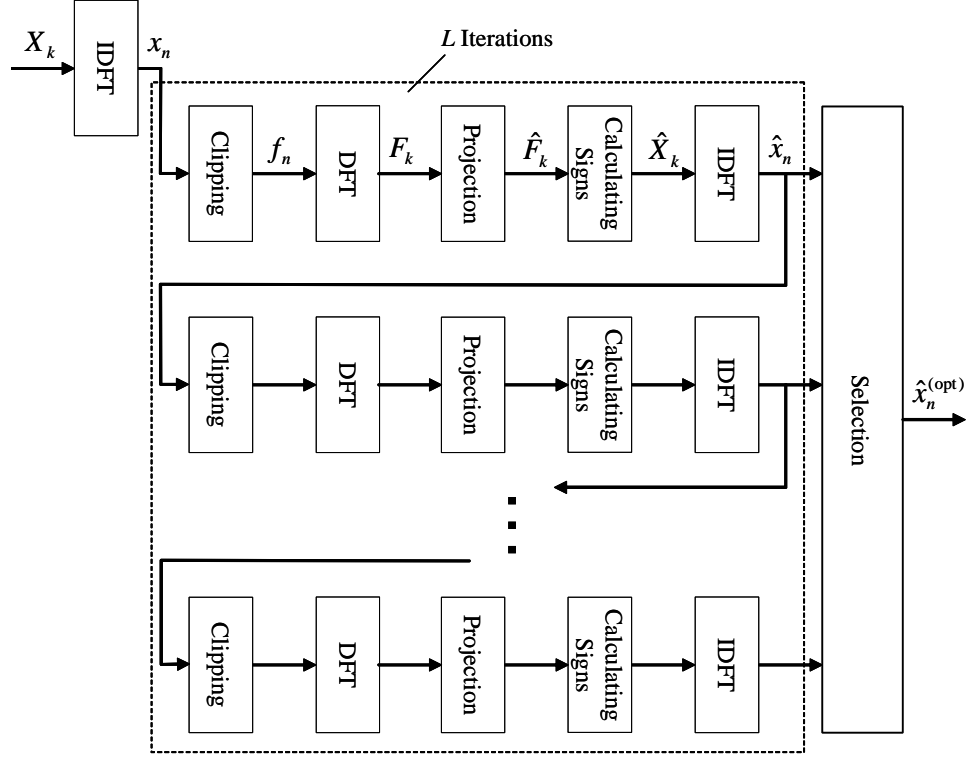 X_k
IDFT
x_n
L Iterations
Clipping
f_n
DFT
F_k
Projection
F̂_k
Calculating
Signs
X̂_k
IDFT
x̂_n
Clipping
DFT
Projection
Calculating
Signs
IDFT
Selection
x̂_n^(opt)
Clipping
DFT
Projection
Calculating
Signs
IDFT